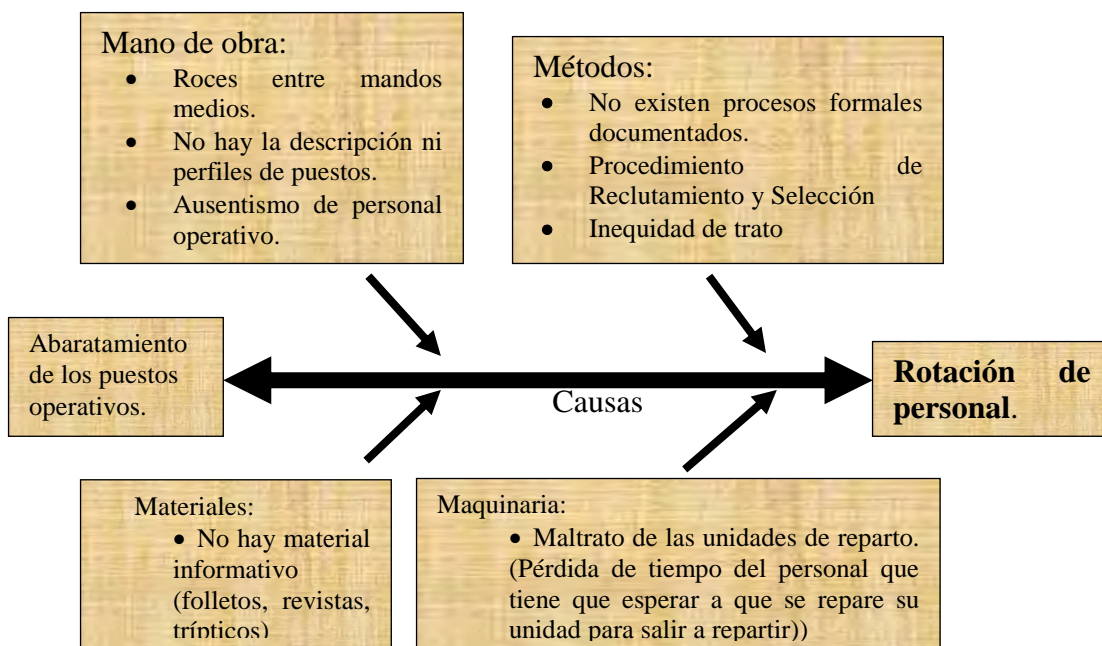 Mano de obra:
• Roces entre mandos
medios.
• No hay la descripción ni
perfiles de puestos.
• Ausentismo de personal
operativo.
Métodos:
• No existen procesos formales
documentados.
• Procedimiento de
Reclutamiento y Selección
• Inequidad de trato
Abaratamiento
de los puestos
operativos.
Causas
Rotación de
personal.
Materiales:
• No hay material
informativo
(folletos, revistas,
trípticos)
Maquinaria:
• Maltrato de las unidades de reparto.
(Pérdida de tiempo del personal que
tiene que esperar a que se repare su
unidad para salir a repartir))